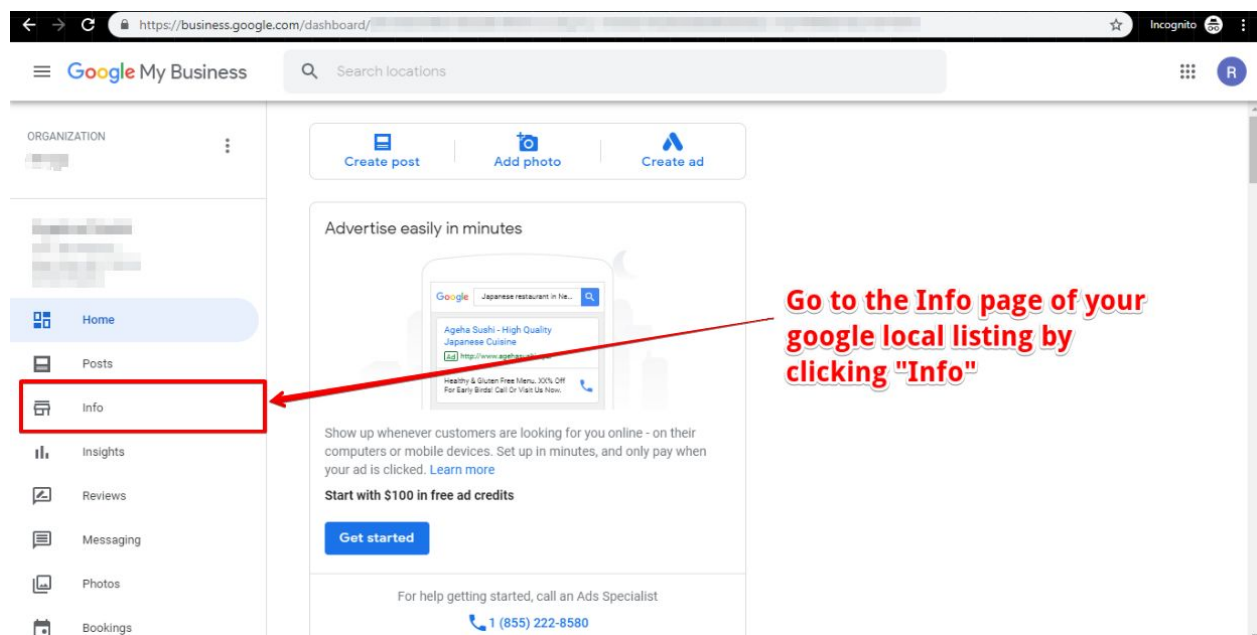 https://business.google.com/dashboard/
Incognito
Google My Business
Search locations
R
ORGANIZATION
Home
Posts
Info
Insights
Reviews
Messaging
Photos
Bookings
Create post
Add photo
Create ad
Advertise easily in minutes
Google
Japanese restaurant in Ne...
Ageha Sushi - High Quality
Japanese Cuisine
Ad
Healthy & Gluten Free Menu. XX% Off
For Early Birds! Call Or Visit Us Now.
Show up whenever customers are looking for you online - on their
computers or mobile devices. Set up in minutes, and only pay when
your ad is clicked. Learn more
Start with $100 in free ad credits
Get started
For help getting started, call an Ads Specialist
1 (855) 222-8580
Go to the Info page of your
google local listing by
clicking "Info"